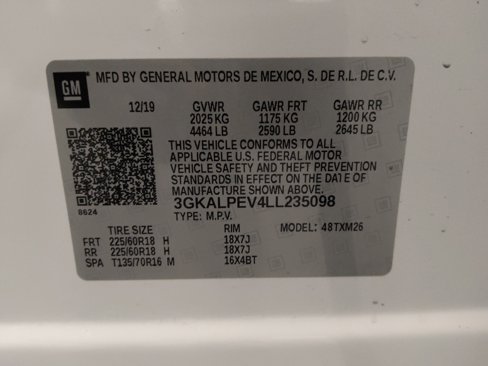 GM
MFD BY GENERAL MOTORS DE MEXICO, S. DE R.L. DE C.V.
12/19 GVWR GAWR FRT GAWR RR
2025 KG 1175 KG 1200 KG
4464 LB 2590 LB 2645 LB
THIS VEHICLE CONFORMS TO ALL
APPLICABLE U.S. FEDERAL MOTOR
VEHICLE SAFETY AND THEFT PREVENTION
STANDARDS IN EFFECT ON THE DATE OF
MANUFACTURE SHOWN ABOVE.
8624 3GKALPEV4LL235098
TYPE: M.P.V.
TIRE SIZE RIM MODEL: 48TXM26
FRT 225/60R18 H 18X7J
RR 225/60R18 H 18X7J
SPA T135/70R16 M 16X4BT